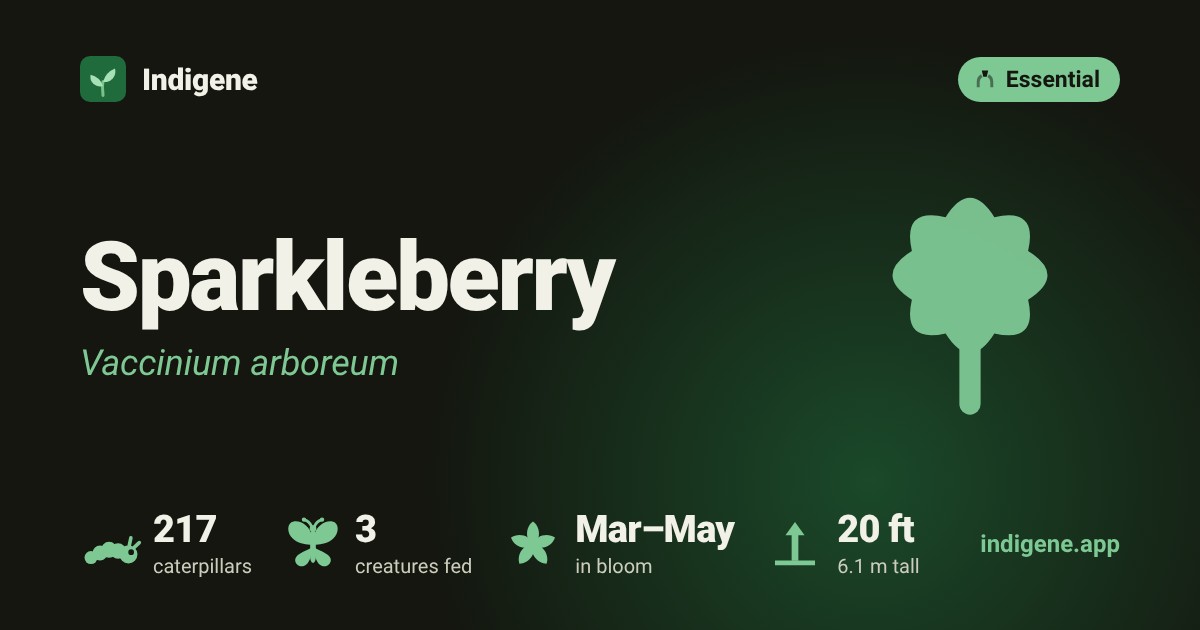 Indigene
Essential
Sparkleberry
Vaccinium arboreum
217
caterpillars
3
creatures fed
Mar–May
in bloom
20 ft
6.1 m tall
indigene.app